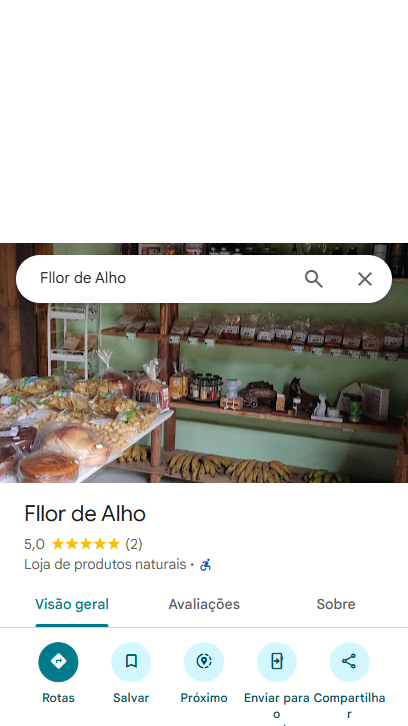 Fllor de Alho
Fllor de Alho
5,0 (2)
Loja de produtos naturais ·
Visão geral Avaliações Sobre
Rotas Salvar Próximo Enviar para Compartilha
o r